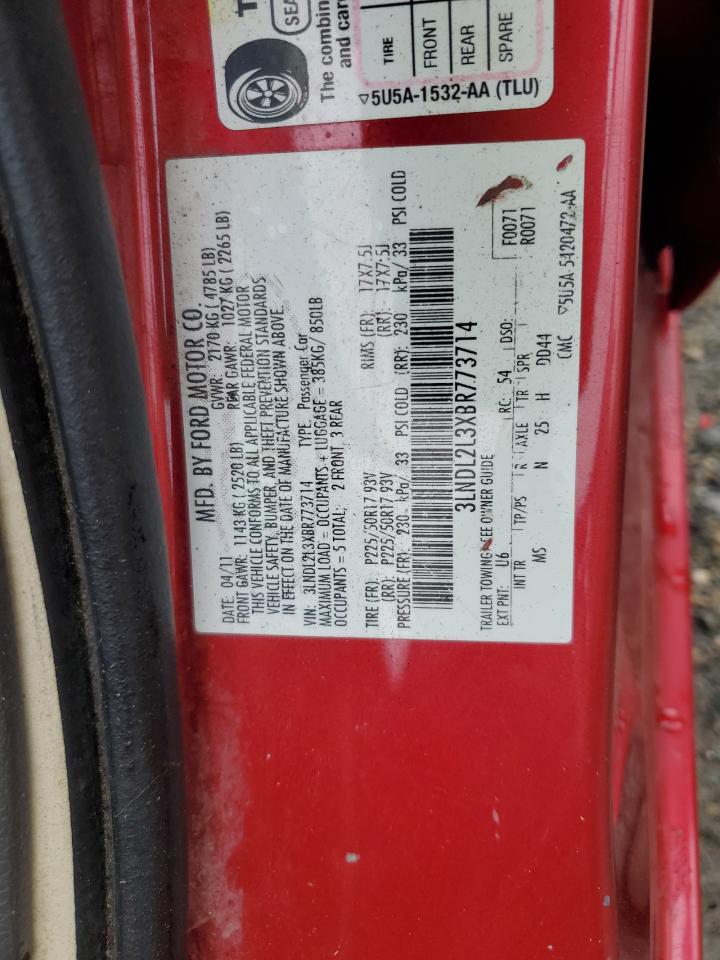 TIRE
FRONT
REAR
SPARE
The combin
and carg
5U5A-1532-AA (TLU)
MFD. BY FORD MOTOR CO.
DATE: 04/11 GVWR: 2170 KG ( 4785 LB)
FRONT GAWR: 1143 KG ( 2520 LB) REAR GAWR: 1027 KG ( 2265 LB)
THIS VEHICLE CONFORMS TO ALL APPLICABLE FEDERAL MOTOR
VEHICLE SAFETY, BUMPER, AND THEFT PREVENTION STANDARDS
IN EFFECT ON THE DATE OF MANUFACTURE SHOWN ABOVE.
VIN: 3LNDL2L3XBR773714 TYPE: Passenger Car
MAXIMUM LOAD = OCCUPANTS + LUGGAGE = 385KG/ 850LB
OCCUPANTS = 5 TOTAL: 2 FRONT, 3 REAR
TIRE (FR): P225/50R17 93V RIMS (FR): 17X7.5J
(RR): P225/50R17 93V (RR): 17X7.5J
PRESSURE (FR): 230 kPa/ 33 PSI COLD (RR): 230 kPa/ 33 PSI COLD
3LNDL2L3XBR773714
F0071
R0071
TRAILER TOWING-SEE OWNER GUIDE
EXT PNT: U6 RC: 54 DSO:
INT TR TP/PS R AXLE TR SPR
MS N 25 H DD44
CMC 5U5A-5420472-AA